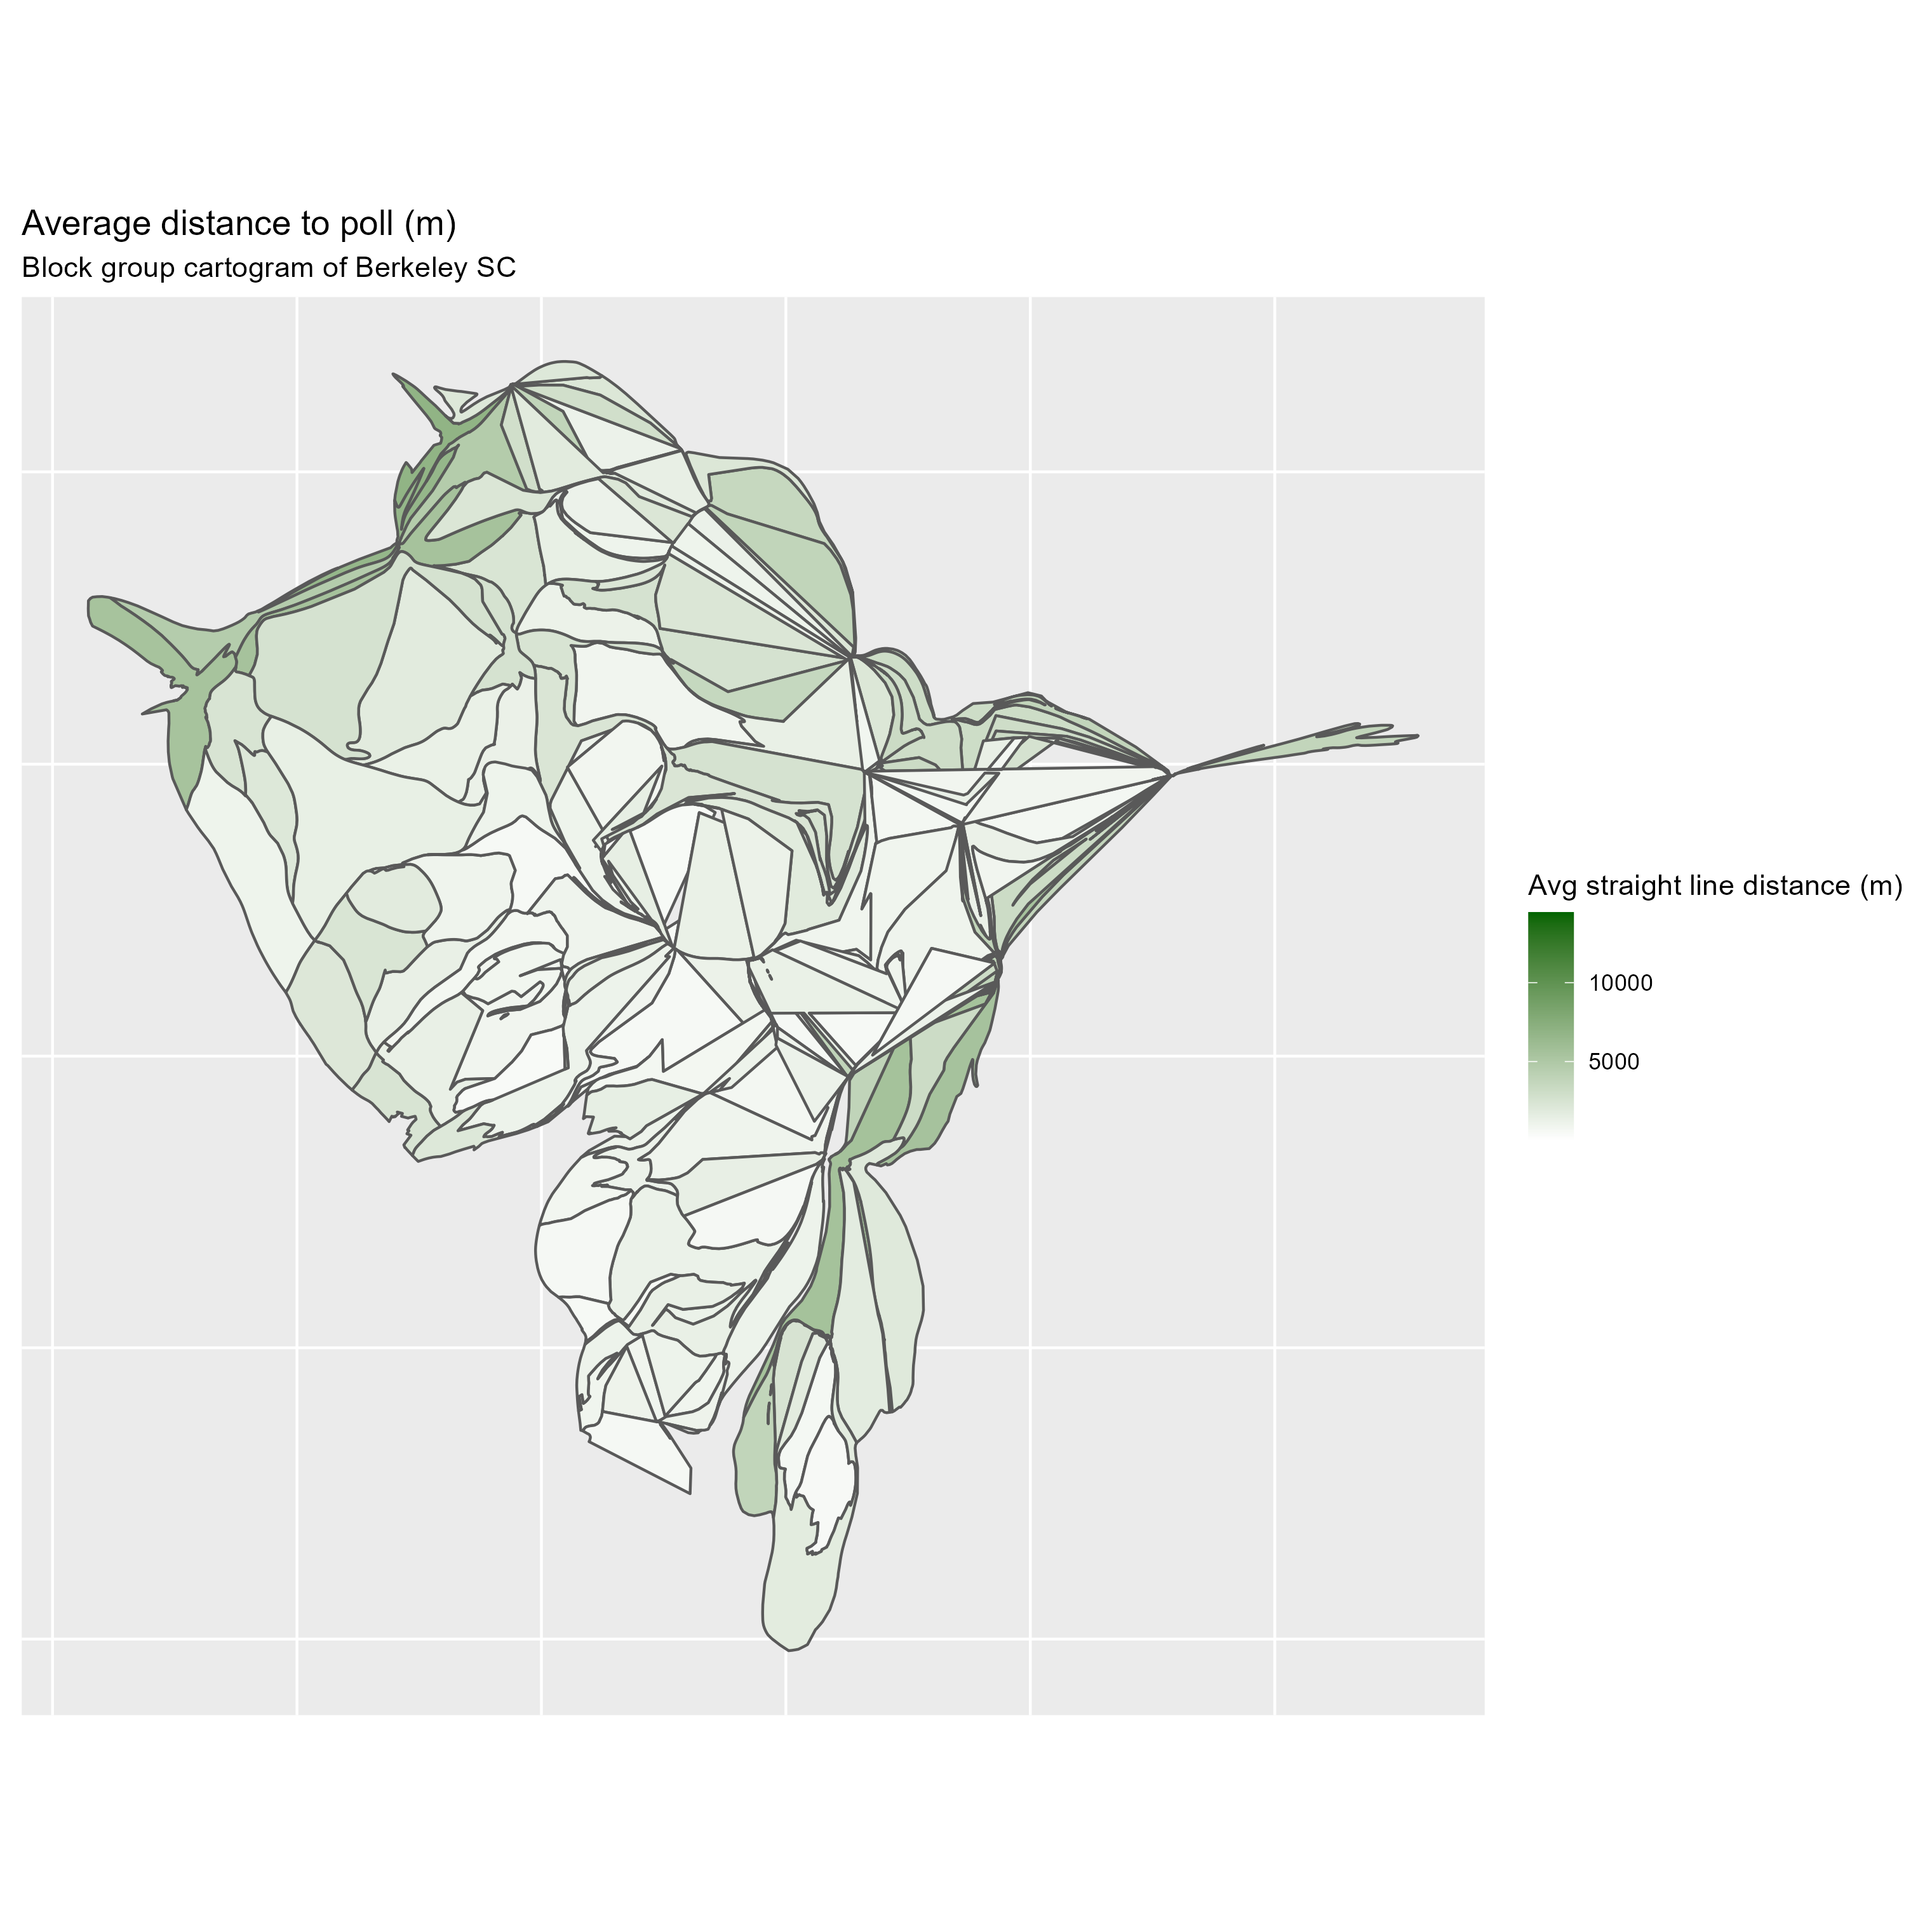 Average distance to poll (m)
Block group cartogram of Berkeley SC
Avg straight line distance (m)
10000
5000